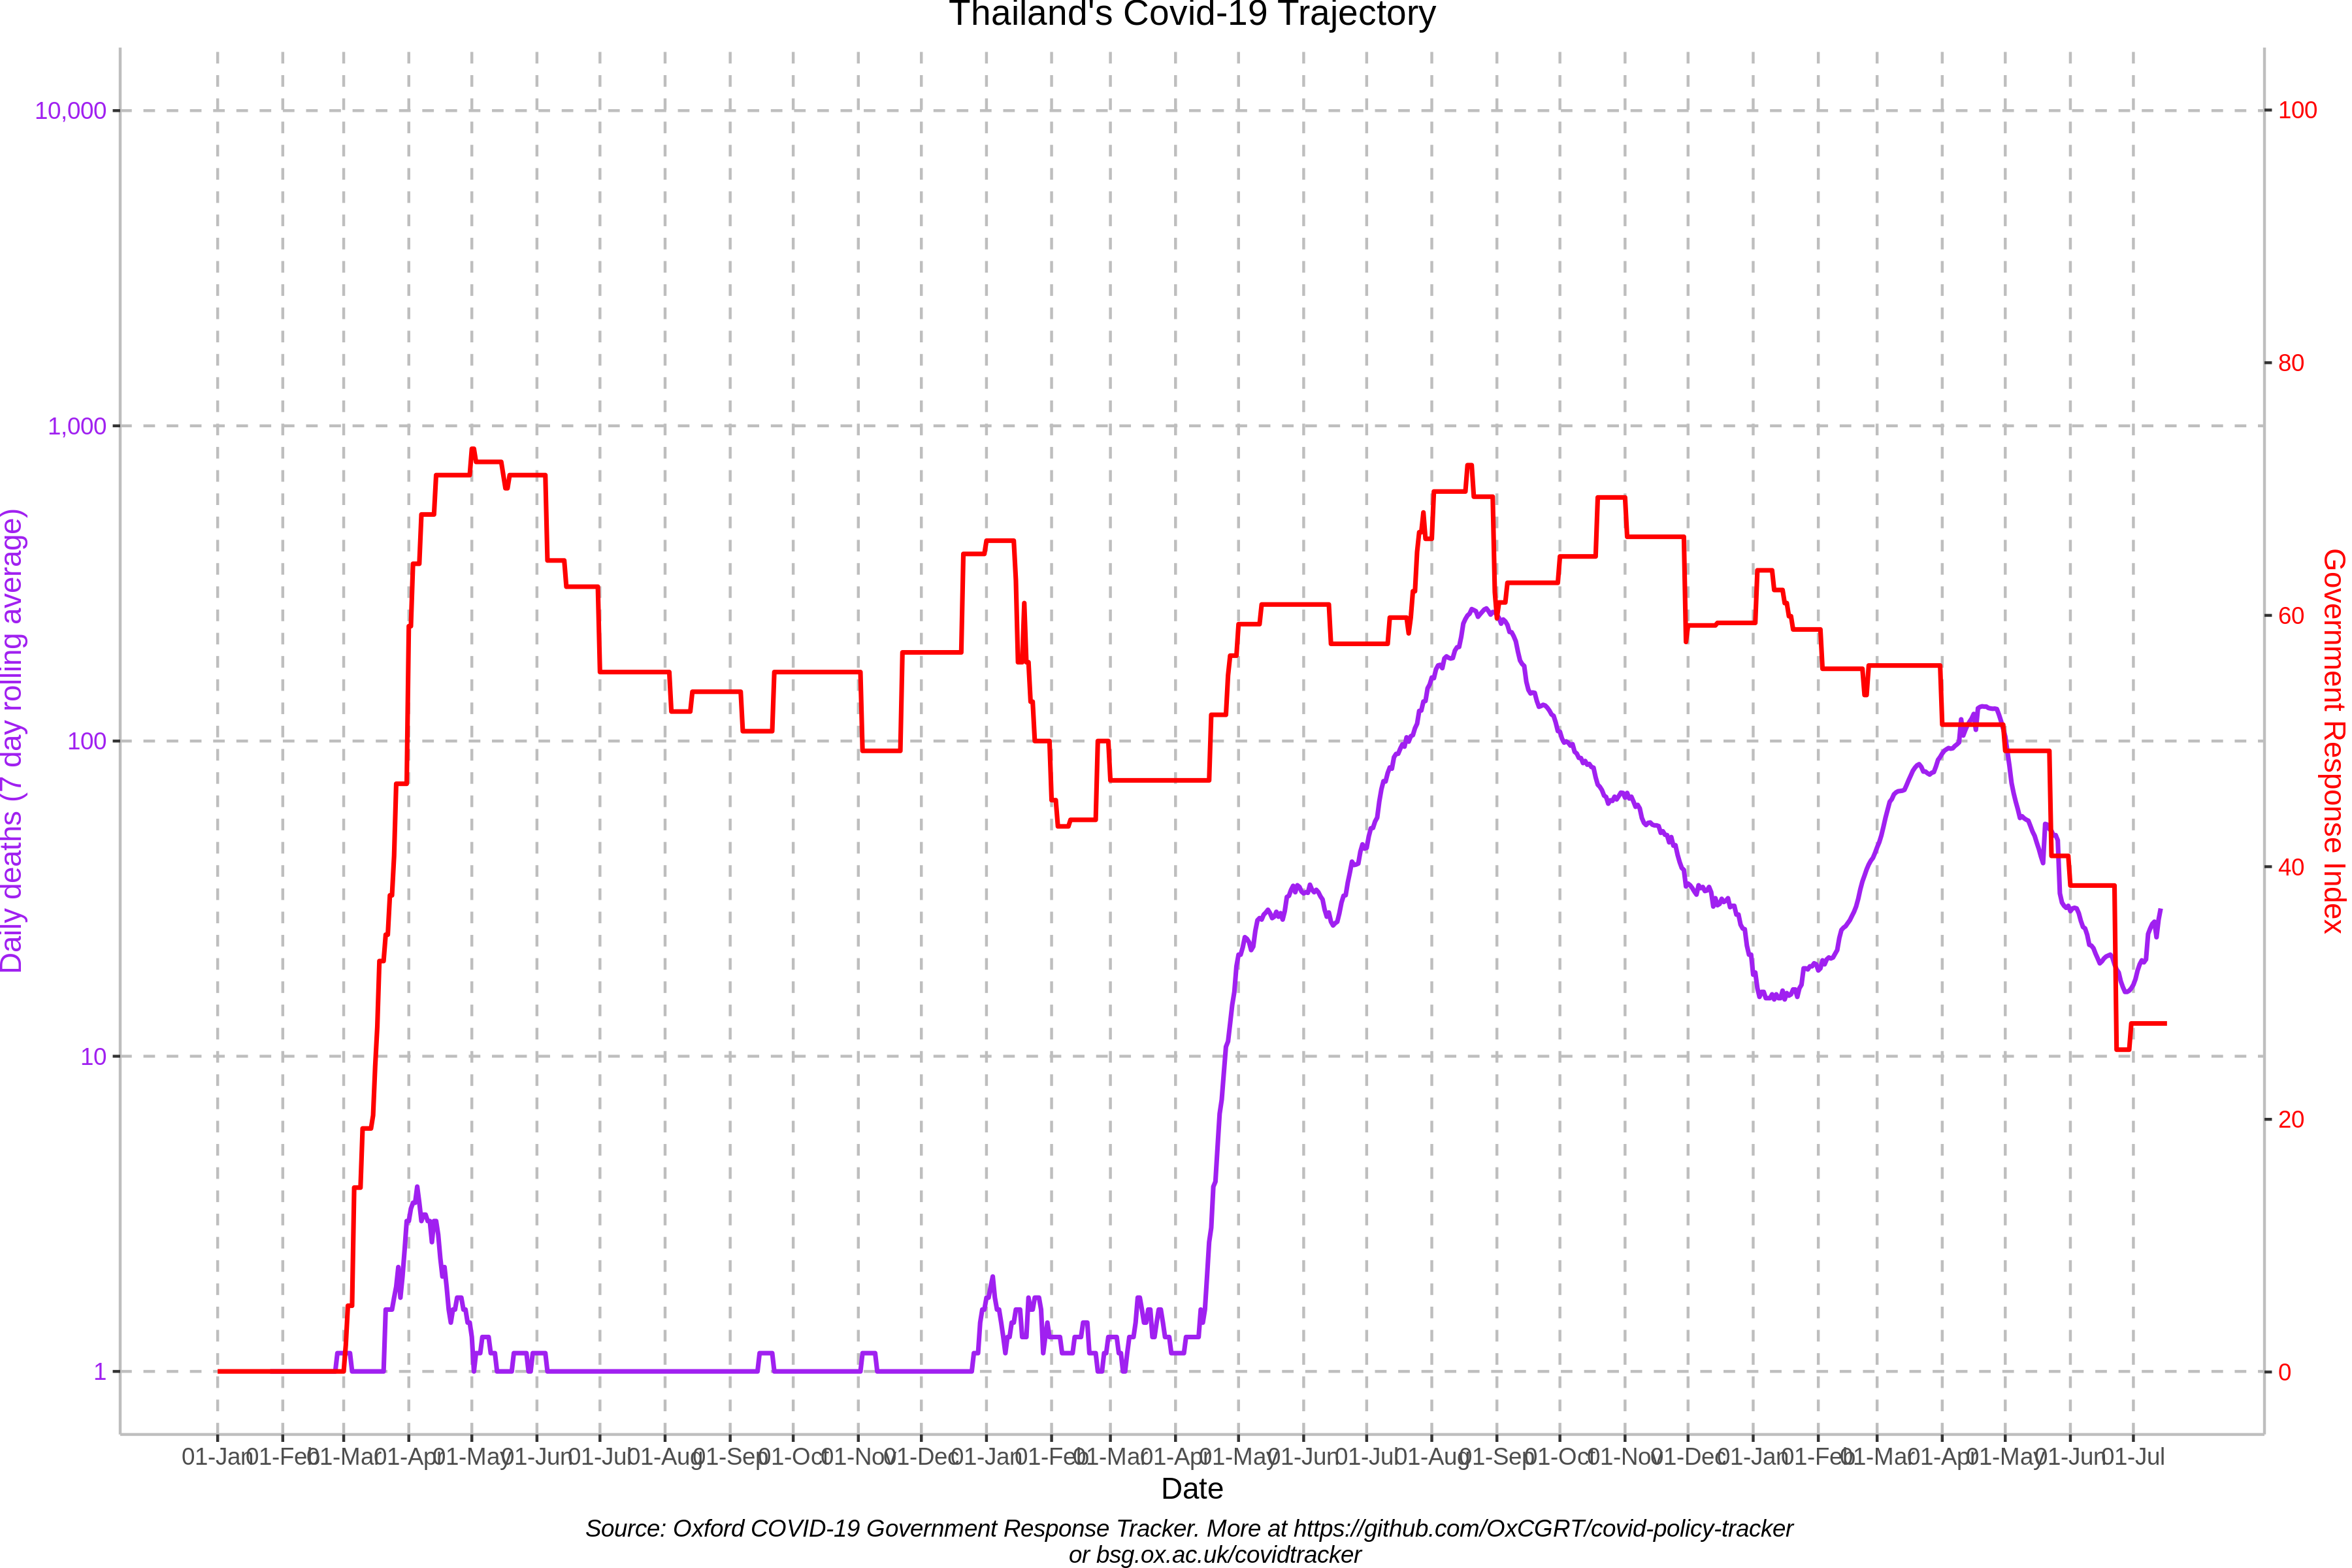 Thailand's Covid-19 Trajectory
10,000
1,000
100
10
1
Daily deaths (7 day rolling average)
100
80
60
40
20
0
Government Response Index
01-Jan 01-Feb 01-Mar 01-Apr 01-May 01-Jun 01-Jul 01-Aug 01-Sep 01-Oct 01-Nov 01-Dec 01-Jan 01-Feb 01-Mar 01-Apr 01-May 01-Jun 01-Jul 01-Aug 01-Sep 01-Oct 01-Nov 01-Dec 01-Jan 01-Feb 01-Mar 01-Apr 01-May 01-Jun 01-Jul
Date
Source: Oxford COVID-19 Government Response Tracker. More at https://github.com/OxCGRT/covid-policy-tracker
or bsg.ox.ac.uk/covidtracker